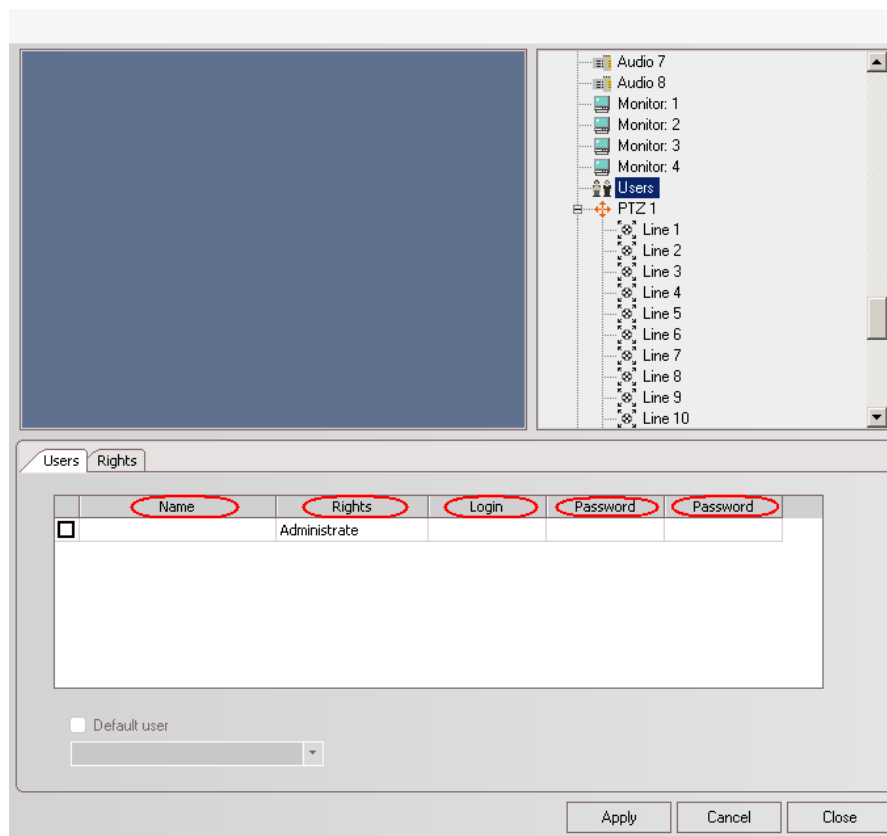 Audio 7
Audio 8
Monitor: 1
Monitor: 2
Monitor: 3
Monitor: 4
Users
PTZ 1
Line 1
Line 2
Line 3
Line 4
Line 5
Line 6
Line 7
Line 8
Line 9
Line 10
Users Rights
Name Rights Login Password Password
Administrate
Default user
Apply Cancel Close